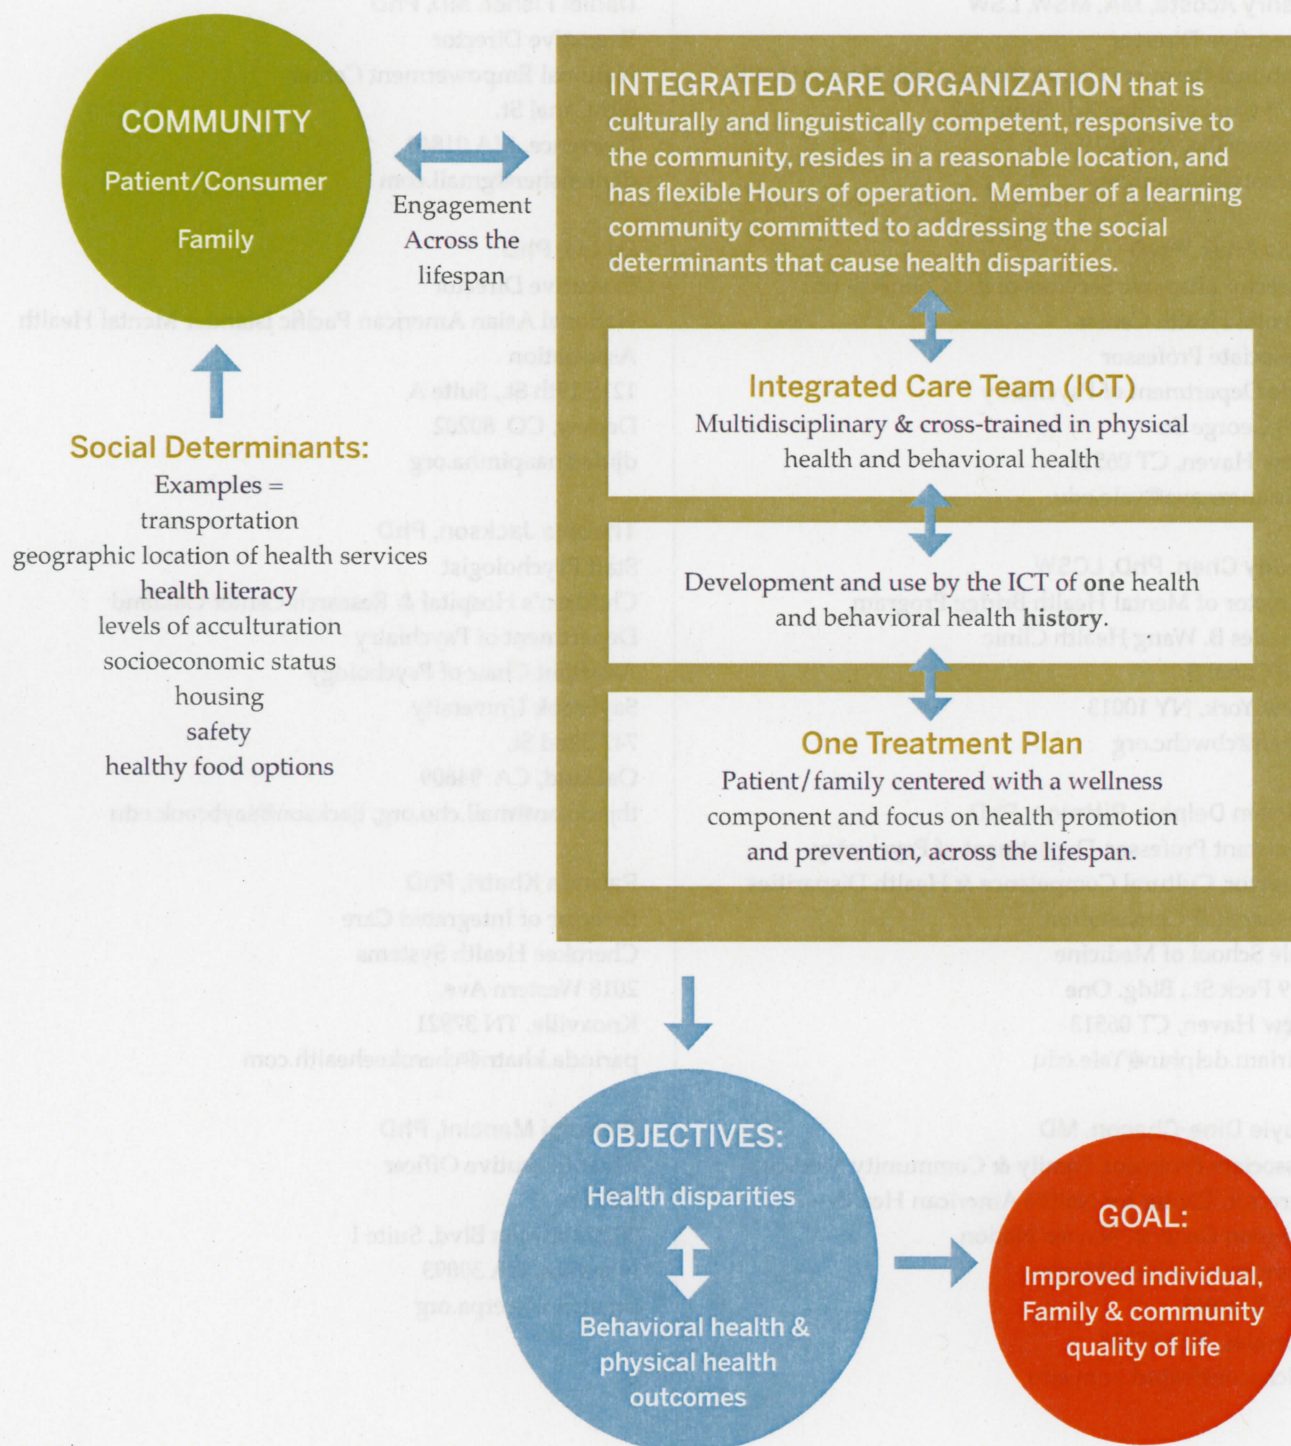 COMMUNITY
Patient/Consumer
Family
Engagement
Across the
lifespan
INTEGRATED CARE ORGANIZATION that is
culturally and linguistically competent, responsive to
the community, resides in a reasonable location, and
has flexible Hours of operation. Member of a learning
community committed to addressing the social
determinants that cause health disparities.
Social Determinants:
Examples =
transportation
geographic location of health services
health literacy
levels of acculturation
socioeconomic status
housing
safety
healthy food options
Integrated Care Team (ICT)
Multidisciplinary & cross-trained in physical
health and behavioral health
Development and use by the ICT of one health
and behavioral health history.
One Treatment Plan
Patient/family centered with a wellness
component and focus on health promotion
and prevention, across the lifespan.
OBJECTIVES:
Health disparities
Behavioral health &
physical health
outcomes
GOAL:
Improved individual,
Family & community
quality of life